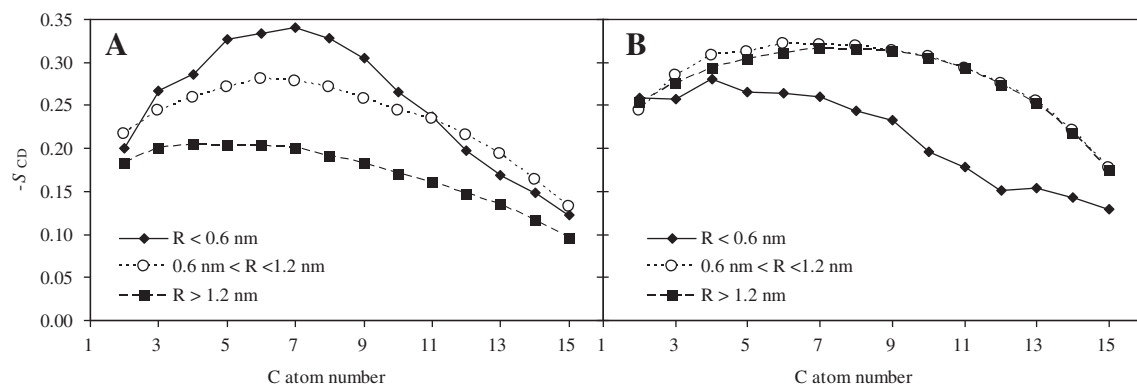 A
B
0.35
0.30
0.25
0.20
0.15
0.10
0.05
0.00
-S CD
R < 0.6 nm
0.6 nm < R <1.2 nm
R > 1.2 nm
R < 0.6 nm
0.6 nm < R <1.2 nm
R > 1.2 nm
1 3 5 7 9 11 13 15 1 3 5 7 9 11 13 15
C atom number
C atom number